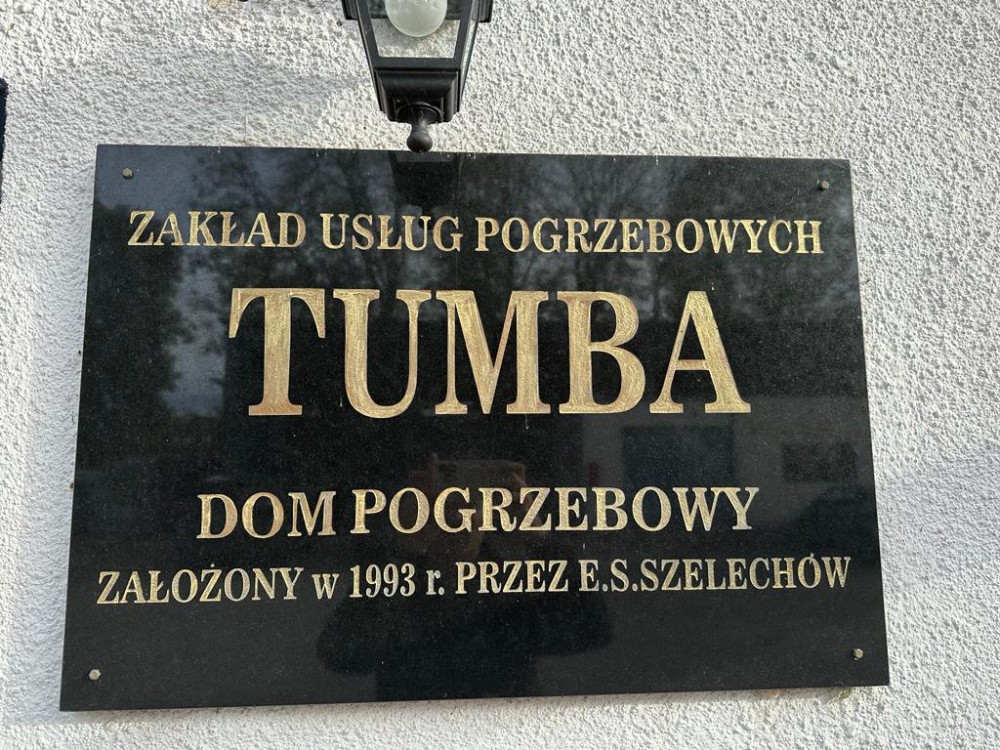 ZAKŁAD USŁUG POGRZEBOWYCH
TUMBA
DOM POGRZEBOWY
ZAŁOŻONY w 1993 r. PRZEZ E.S.SZELECHÓW